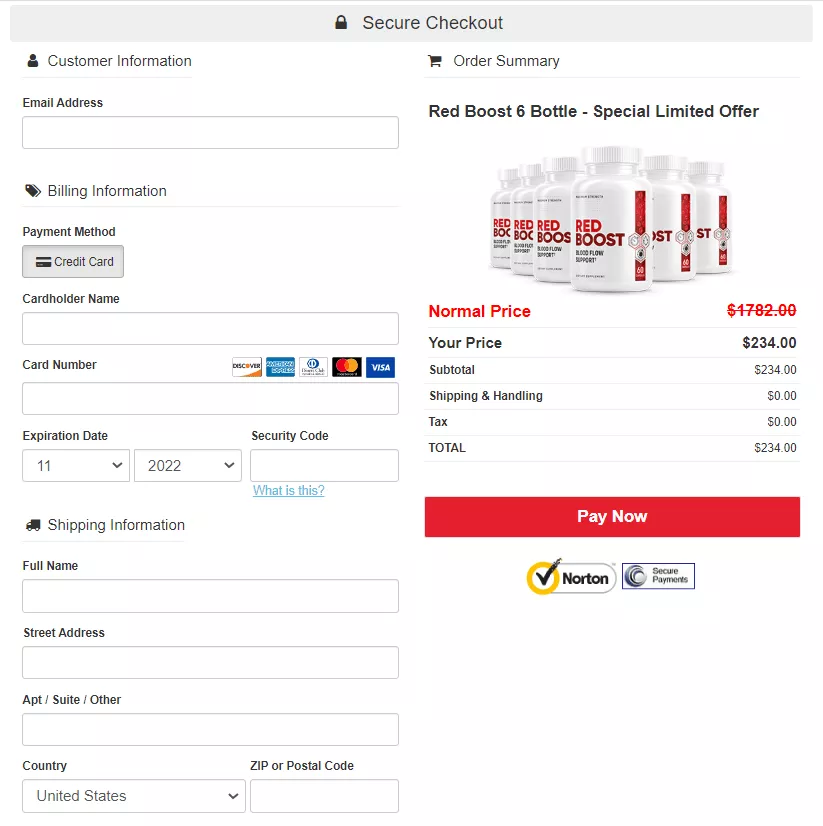 Secure Checkout
Customer Information
Email Address
Billing Information
Payment Method
Credit Card
Cardholder Name
Card Number
DISCOVER
AMERICAN EXPRESS
Diners Club
VISA
Expiration Date
Security Code
11
2022
What is this?
Shipping Information
Full Name
Street Address
Apt / Suite / Other
Country
ZIP or Postal Code
United States
Order Summary
Red Boost 6 Bottle - Special Limited Offer
RED
BOOST
BLOOD FLOW
SUPPORT
60
Normal Price $1782.00
Your Price $234.00
Subtotal $234.00
Shipping & Handling $0.00
Tax $0.00
TOTAL $234.00
Pay Now
Norton
Secure
Payments